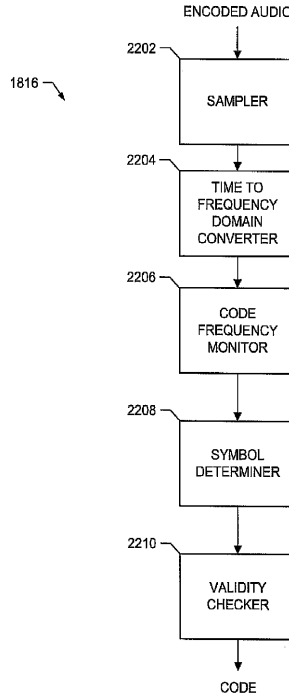 ENCODED AUDIO
2202
1816
SAMPLER
2204
TIME TO
FREQUENCY
DOMAIN
CONVERTER
2206
CODE
FREQUENCY
MONITOR
2208
SYMBOL
DETERMINER
2210
VALIDITY
CHECKER
CODE